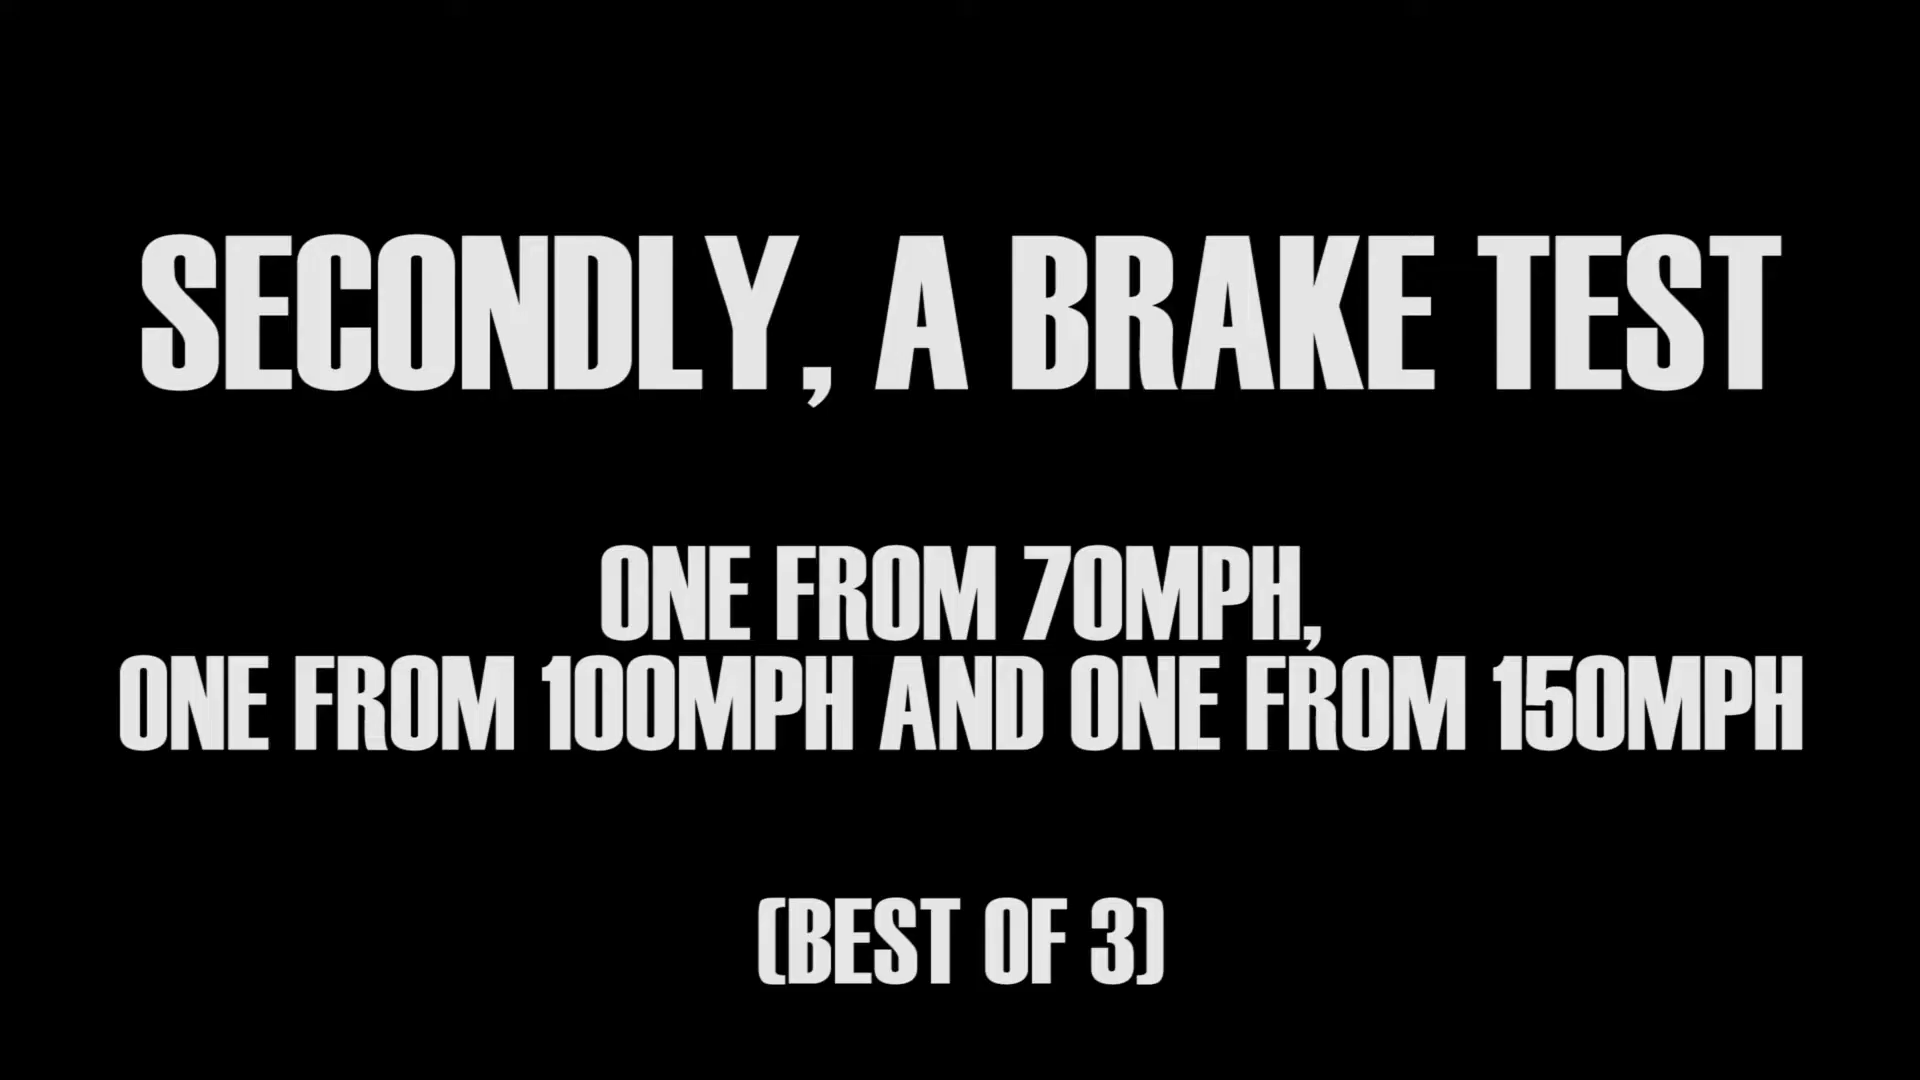 SECONDLY, A BRAKE TEST
ONE FROM 70MPH,
ONE FROM 100MPH AND ONE FROM 150MPH
(BEST OF 3)